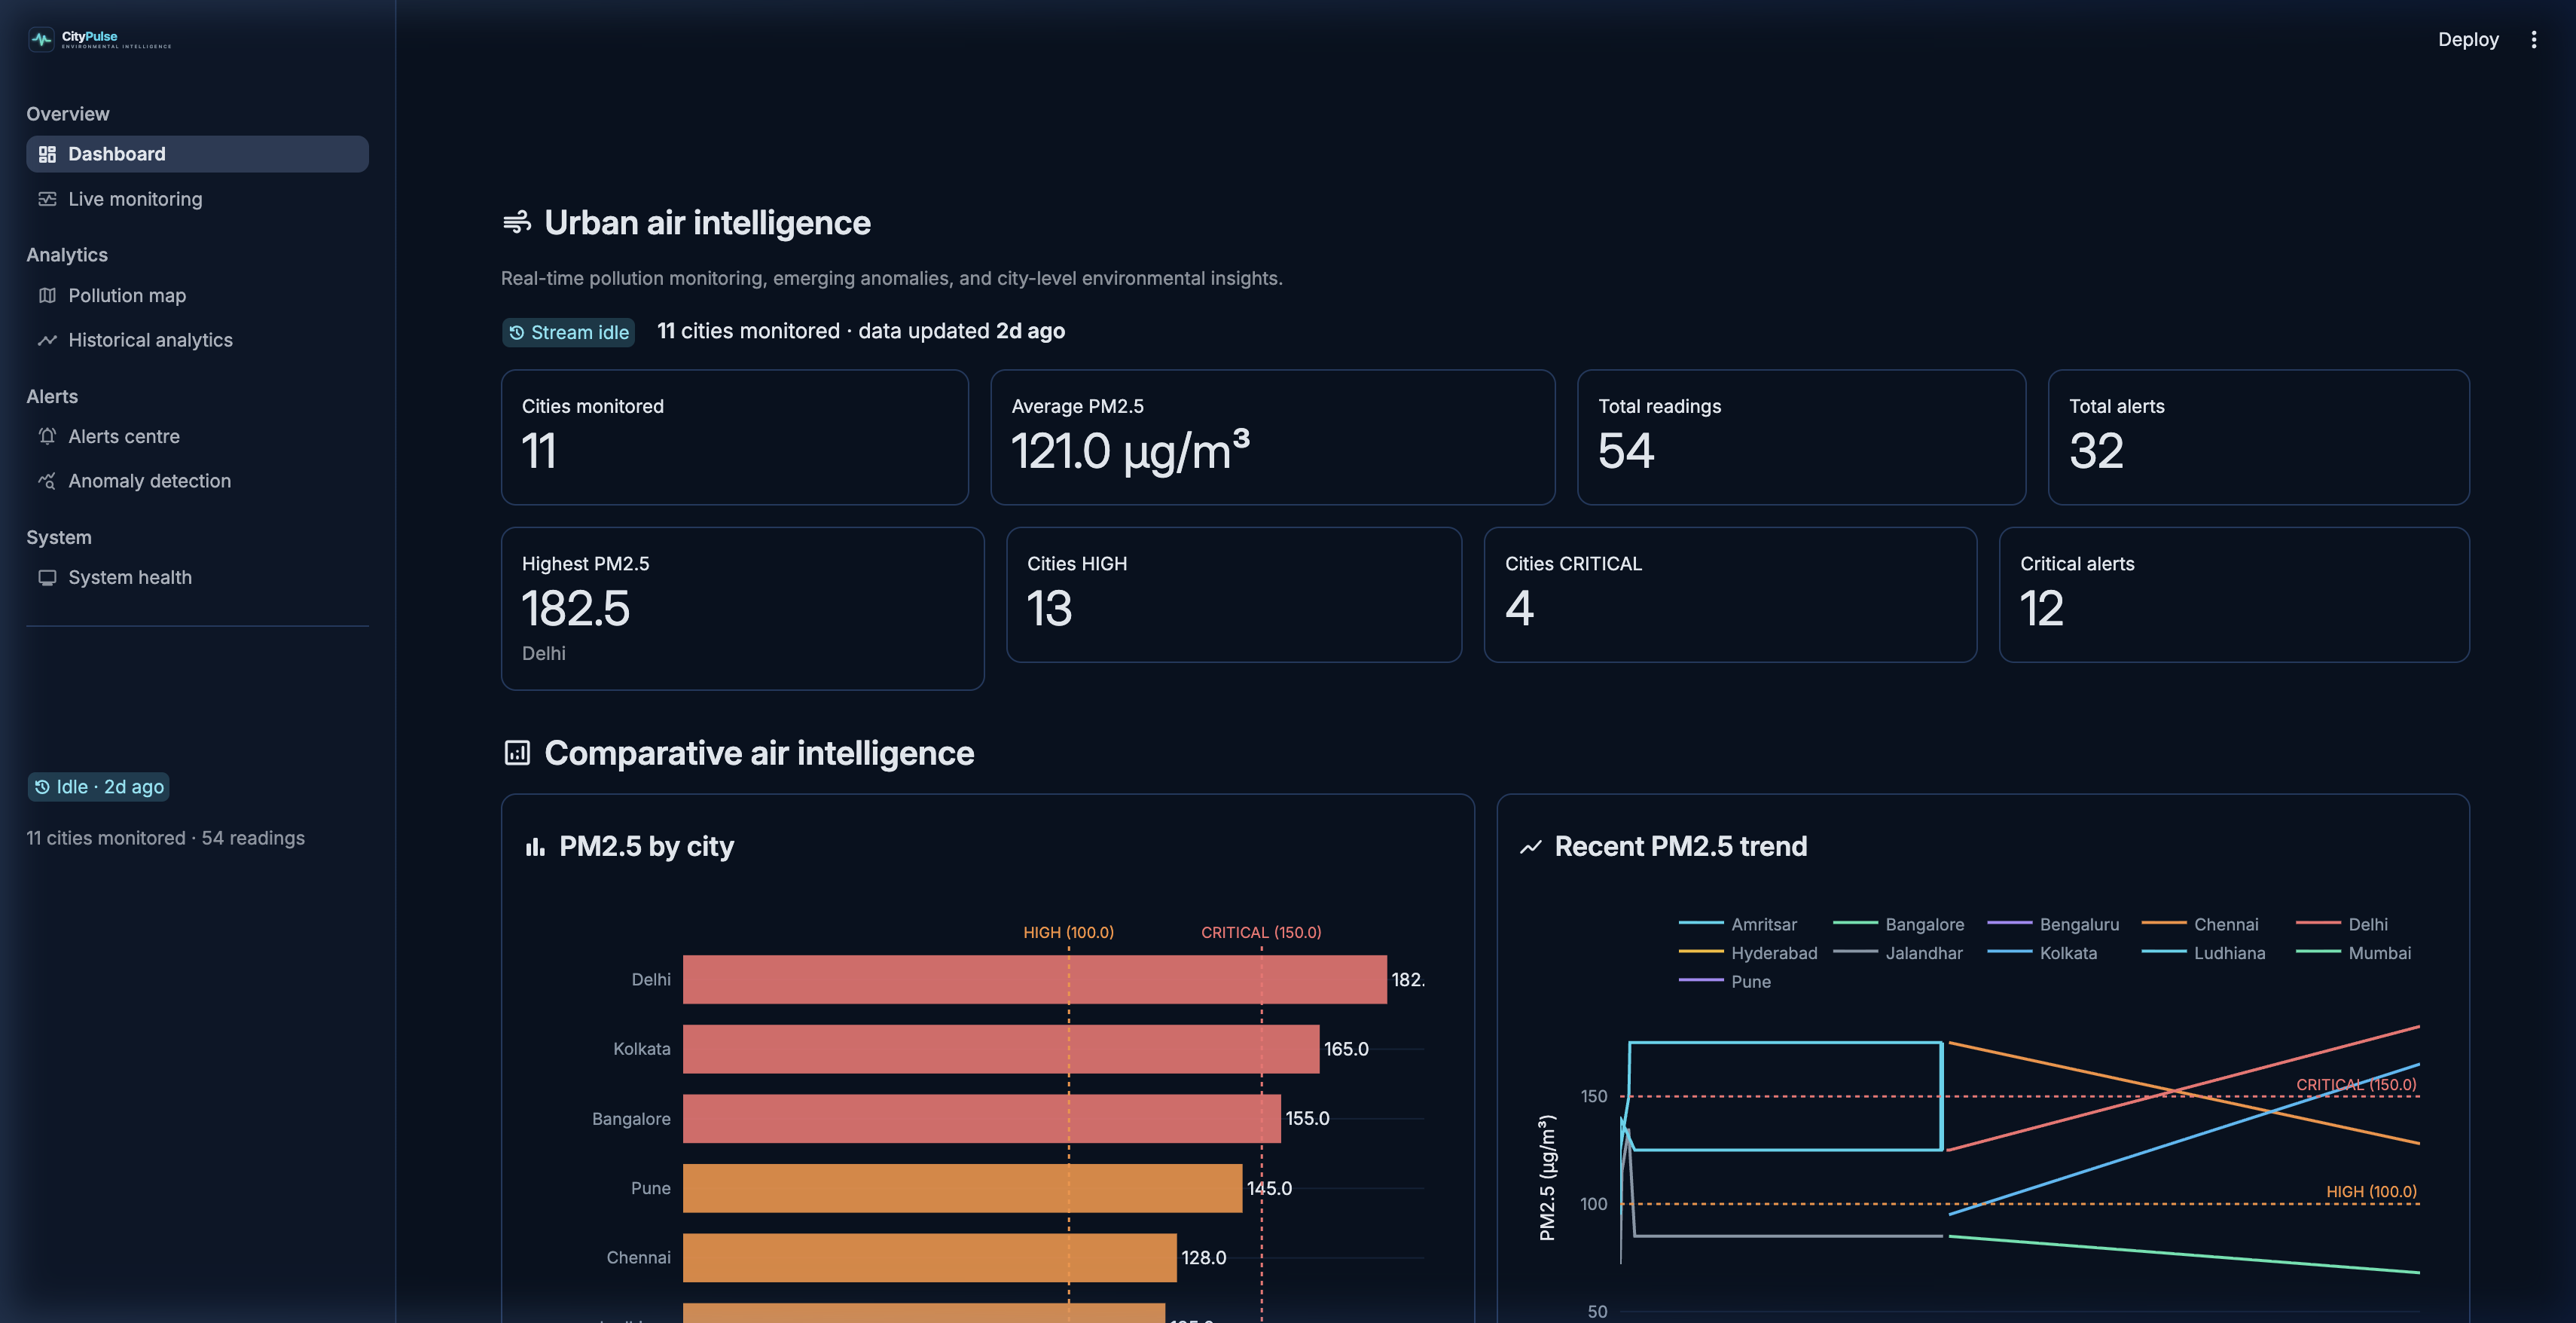 CityPulse
ENVIRONMENTAL INTELLIGENCE
Deploy
Overview
Dashboard
Live monitoring
Analytics
Pollution map
Historical analytics
Alerts
Alerts centre
Anomaly detection
System
System health
Idle · 2d ago
11 cities monitored · 54 readings
Urban air intelligence
Real-time pollution monitoring, emerging anomalies, and city-level environmental insights.
Stream idle 11 cities monitored · data updated 2d ago
Cities monitored
11
Average PM2.5
121.0 µg/m³
Total readings
54
Total alerts
32
Highest PM2.5
182.5
Delhi
Cities HIGH
13
Cities CRITICAL
4
Critical alerts
12
Comparative air intelligence
PM2.5 by city
HIGH (100.0) CRITICAL (150.0)
Delhi 182.
Kolkata 165.0
Bangalore 155.0
Pune 145.0
Chennai 128.0
Recent PM2.5 trend
Amritsar Bangalore Bengaluru Chennai Delhi
Hyderabad Jalandhar Kolkata Ludhiana Mumbai
Pune
PM2.5 (µg/m³)
CRITICAL (150.0)
150
HIGH (100.0)
100
50